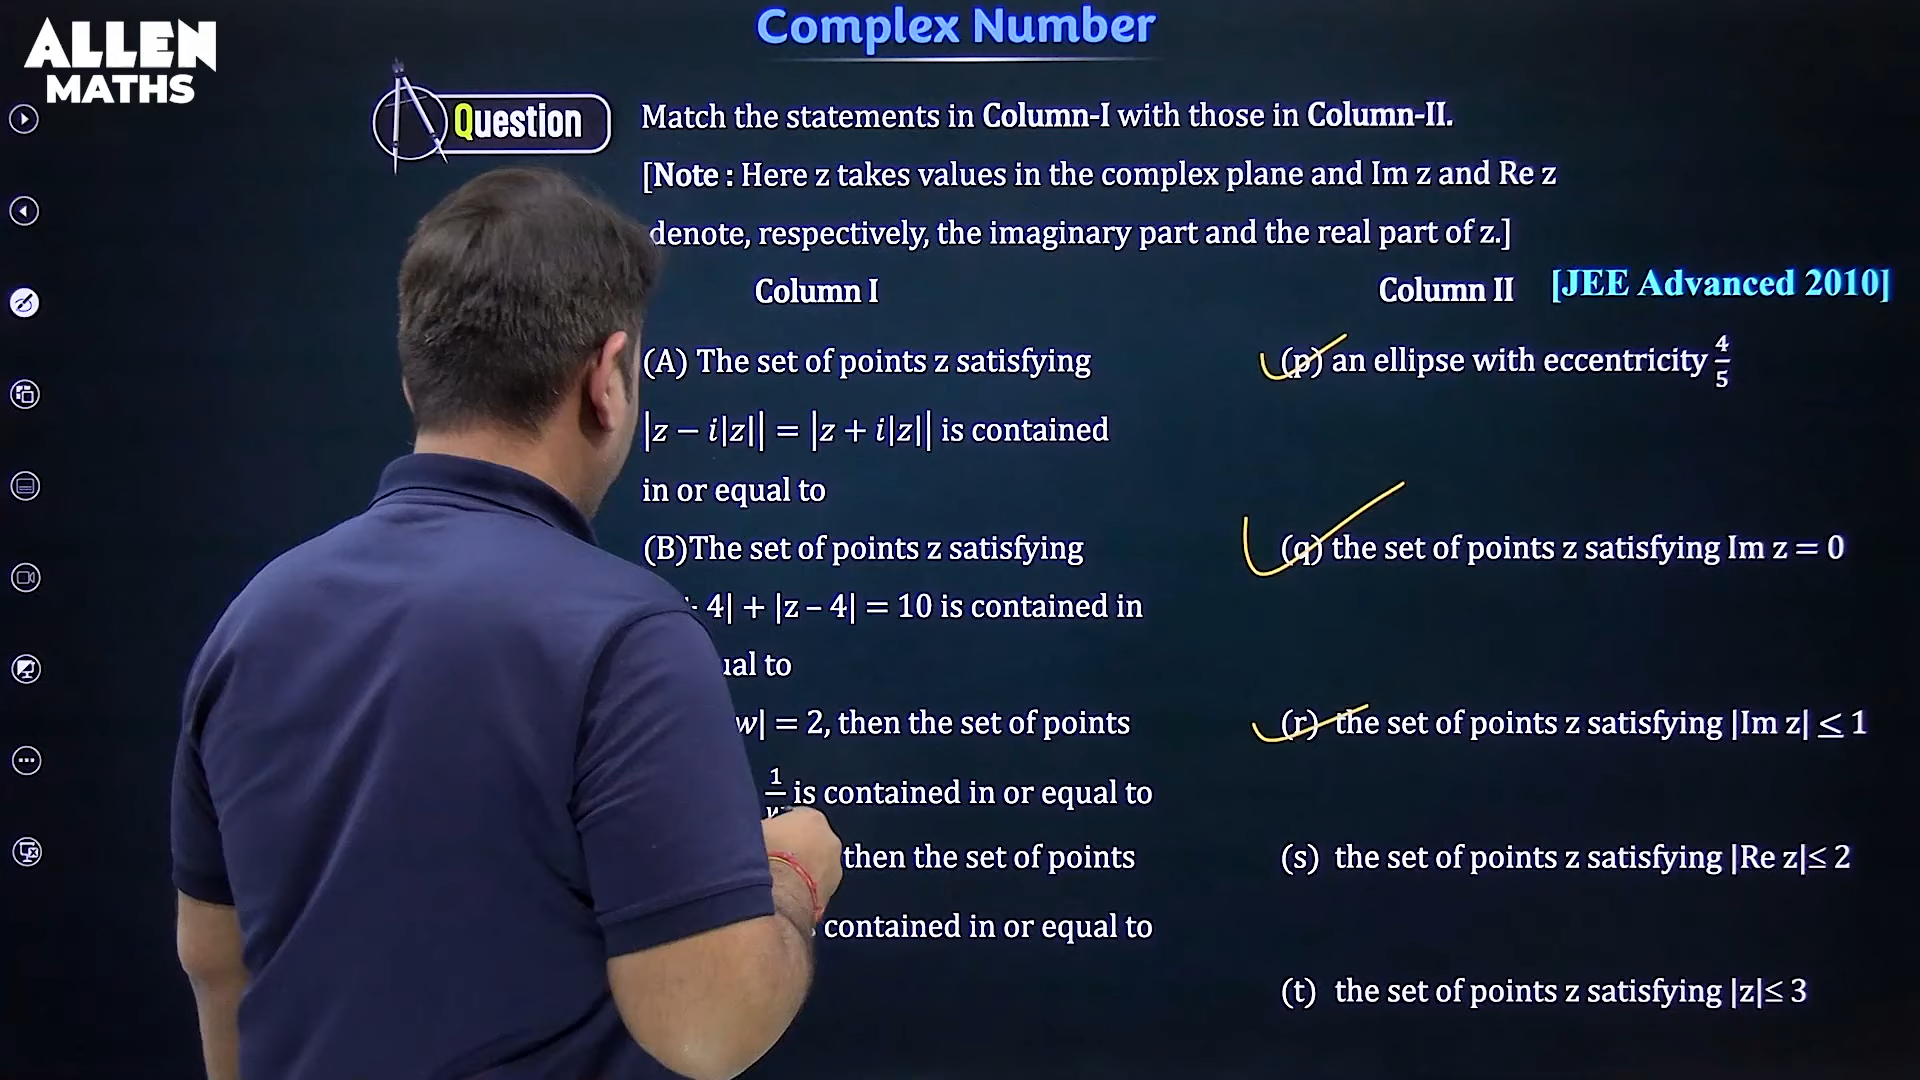 Complex Number
ALLEN
MATHS
Question
Match the statements in Column-I with those in Column-II.
[Note : Here z takes values in the complex plane and Im z and Re z
denote, respectively, the imaginary part and the real part of z.]
Column I
Column II [JEE Advanced 2010]
(A) The set of points z satisfying
(p) an ellipse with eccentricity 4/5
|z − i|z|| = |z + i|z|| is contained
in or equal to
(B)The set of points z satisfying
(q) the set of points z satisfying Im z = 0
4| + |z – 4| = 10 is contained in
to
w| = 2, then the set of points
(r) the set of points z satisfying |Im z| ≤ 1
1
is contained in or equal to
then the set of points
(s) the set of points z satisfying |Re z|≤ 2
contained in or equal to
(t) the set of points z satisfying |z|≤ 3